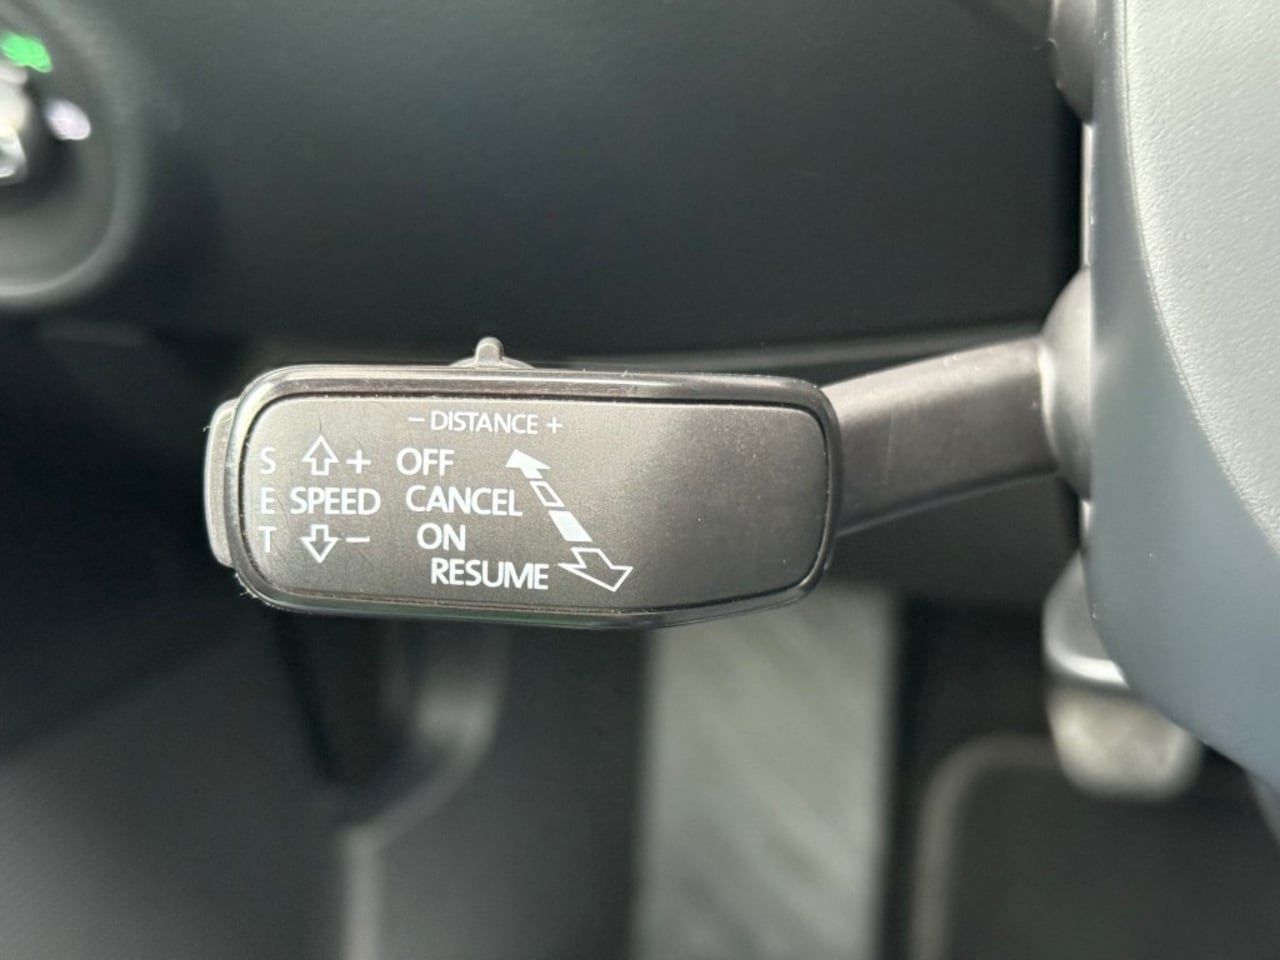 − DISTANCE +
S + OFF
E SPEED CANCEL
T − ON
RESUME